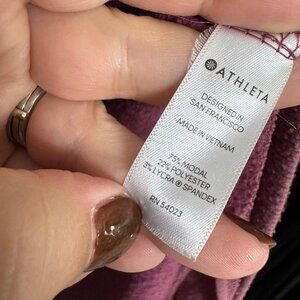 ATHLETA
DESIGNED IN
SAN FRANCISCO
MADE IN VIETNAM
75% MODAL
22% POLYESTER
3% LYCRA ® SPANDEX
RN 54023